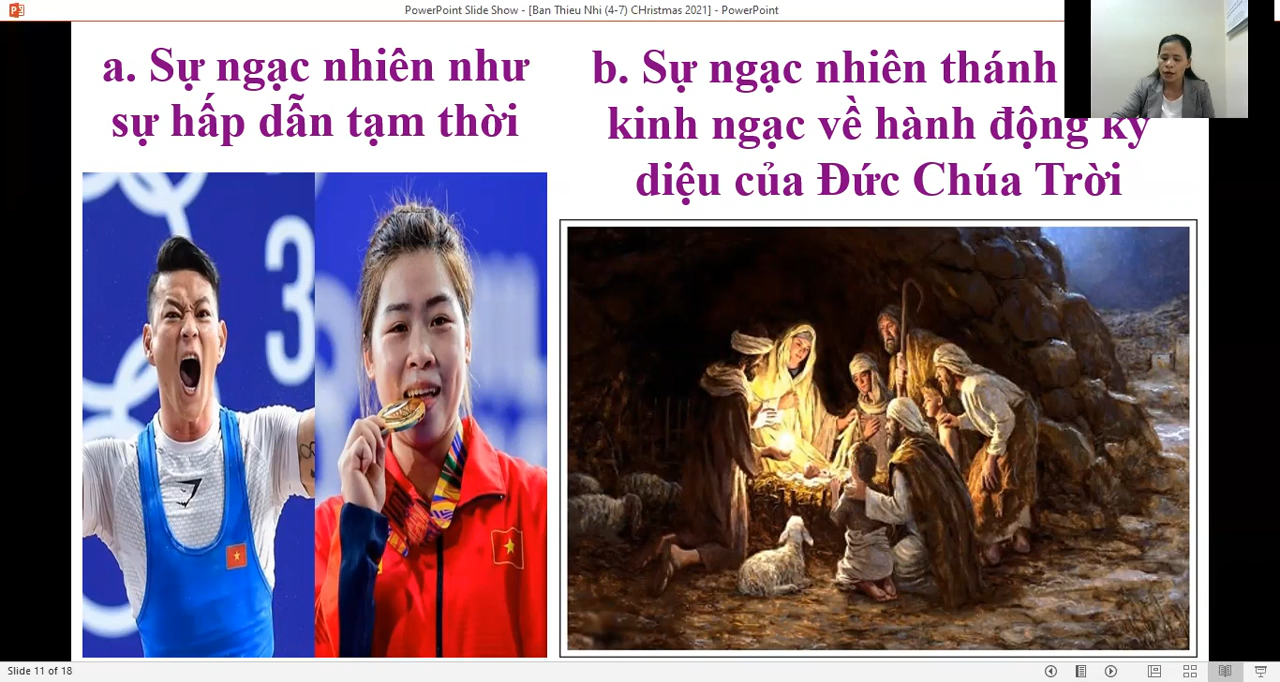 PowerPoint Slide Show - [Ban Thieu Nhi (4-7) CHristmas 2021] - PowerPoint
a. Sự ngạc nhiên như
sự hấp dẫn tạm thời
b. Sự ngạc nhiên thánh
kinh ngạc về hành động kỳ
diệu của Đức Chúa Trời
3
Slide 11 of 18